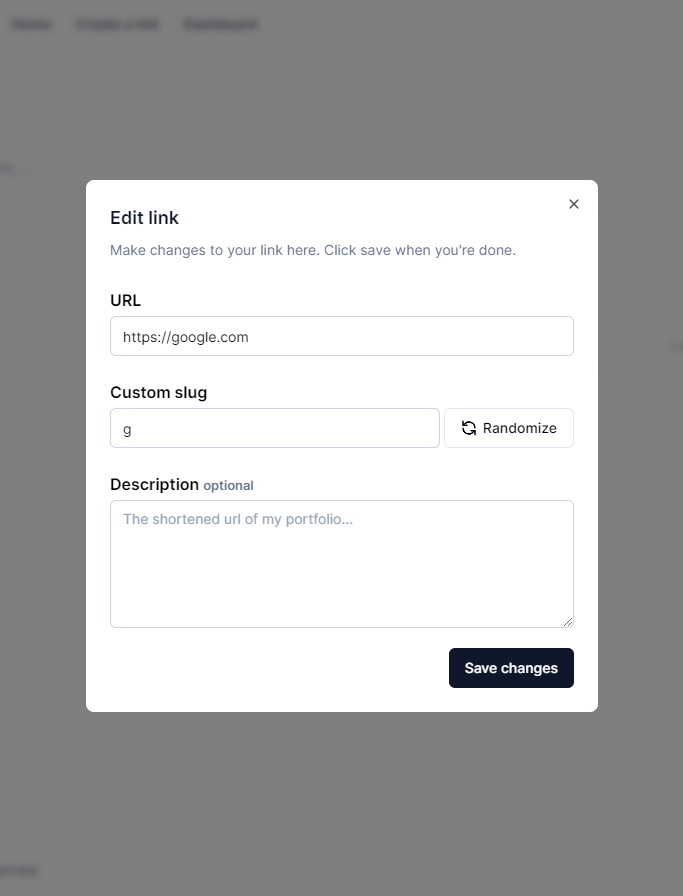 Home Create a link Dashboard
Edit link
Make changes to your link here. Click save when you're done.
URL
https://google.com
Custom slug
g
Randomize
Description optional
The shortened url of my portfolio...
Save changes